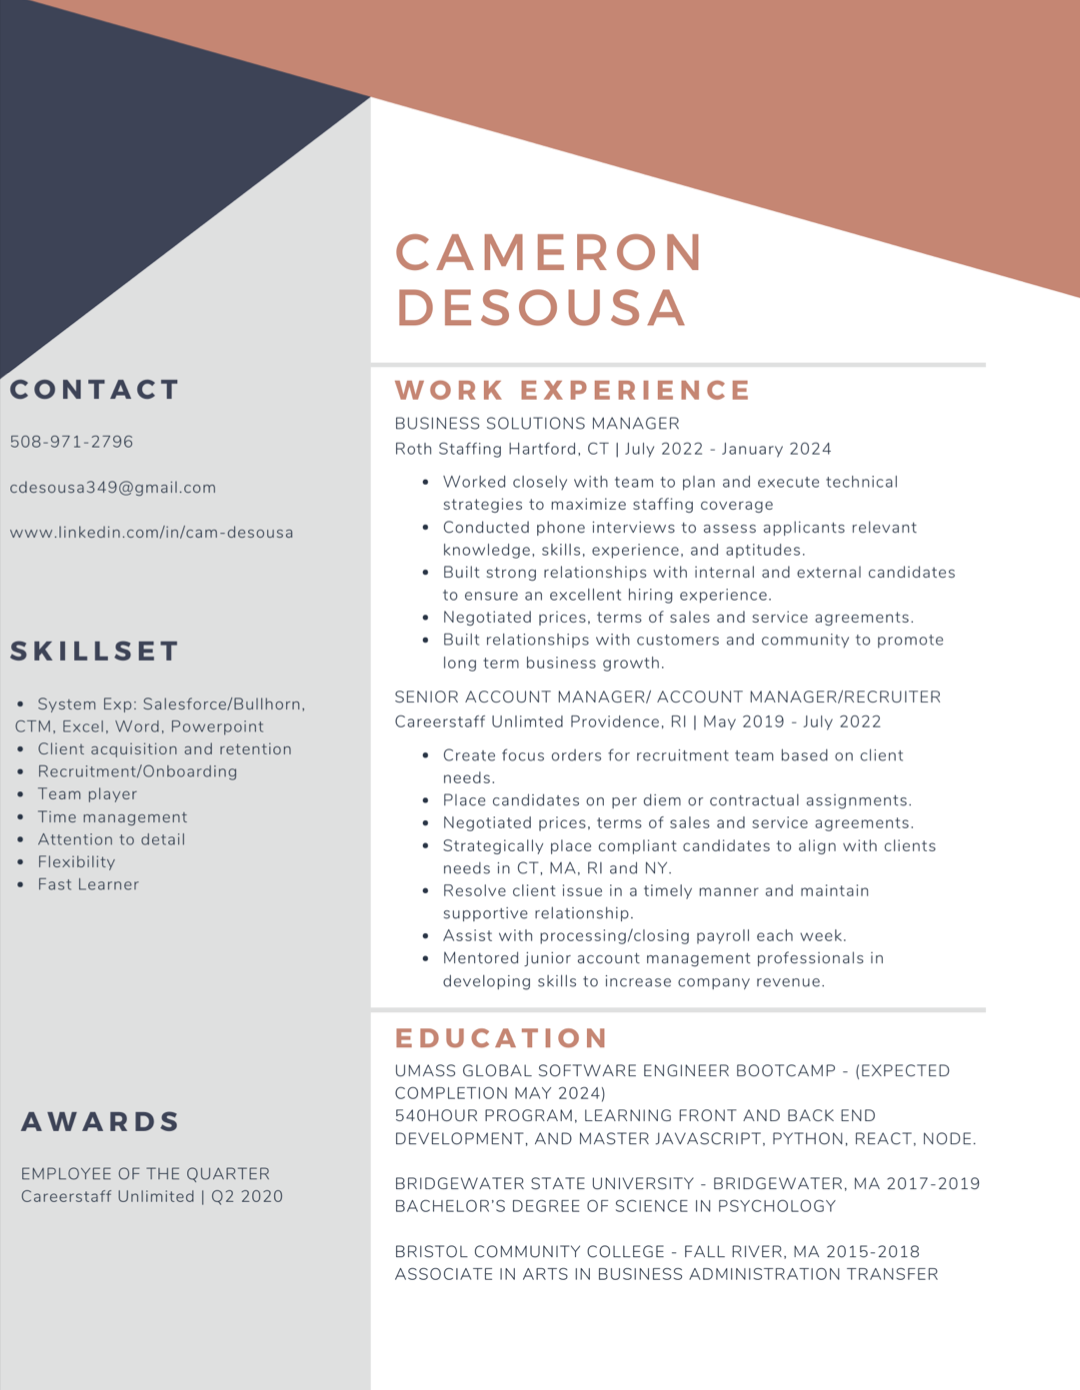 CAMERON
DESOUSA
CONTACT
508-971-2796
cdesousa349@gmail.com
www.linkedin.com/in/cam-desousa
SKILLSET
• System Exp: Salesforce/Bullhorn,
CTM, Excel, Word, Powerpoint
• Client acquisition and retention
• Recruitment/Onboarding
• Team player
• Time management
• Attention to detail
• Flexibility
• Fast Learner
AWARDS
EMPLOYEE OF THE QUARTER
Careerstaff Unlimited | Q2 2020
WORK EXPERIENCE
BUSINESS SOLUTIONS MANAGER
Roth Staffing Hartford, CT | July 2022 - January 2024
• Worked closely with team to plan and execute technical
strategies to maximize staffing coverage
• Conducted phone interviews to assess applicants relevant
knowledge, skills, experience, and aptitudes.
• Built strong relationships with internal and external candidates
to ensure an excellent hiring experience.
• Negotiated prices, terms of sales and service agreements.
• Built relationships with customers and community to promote
long term business growth.
SENIOR ACCOUNT MANAGER/ ACCOUNT MANAGER/RECRUITER
Careerstaff Unlimted Providence, RI | May 2019 - July 2022
• Create focus orders for recruitment team based on client
needs.
• Place candidates on per diem or contractual assignments.
• Negotiated prices, terms of sales and service agreements.
• Strategically place compliant candidates to align with clients
needs in CT, MA, RI and NY.
• Resolve client issue in a timely manner and maintain
supportive relationship.
• Assist with processing/closing payroll each week.
• Mentored junior account management professionals in
developing skills to increase company revenue.
EDUCATION
UMASS GLOBAL SOFTWARE ENGINEER BOOTCAMP - (EXPECTED
COMPLETION MAY 2024)
540HOUR PROGRAM, LEARNING FRONT AND BACK END
DEVELOPMENT, AND MASTER JAVASCRIPT, PYTHON, REACT, NODE.
BRIDGEWATER STATE UNIVERSITY - BRIDGEWATER, MA 2017-2019
BACHELOR'S DEGREE OF SCIENCE IN PSYCHOLOGY
BRISTOL COMMUNITY COLLEGE - FALL RIVER, MA 2015-2018
ASSOCIATE IN ARTS IN BUSINESS ADMINISTRATION TRANSFER